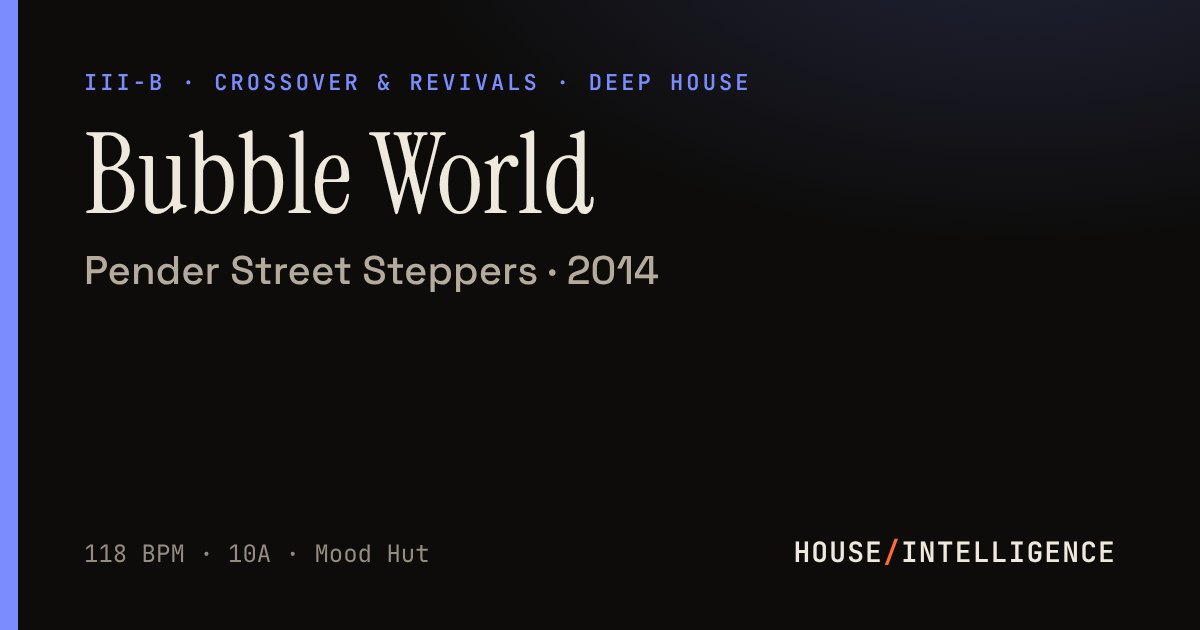 III-B · CROSSOVER & REVIVALS · DEEP HOUSE
Bubble World
Pender Street Steppers · 2014
118 BPM · 10A · Mood Hut
HOUSE/INTELLIGENCE